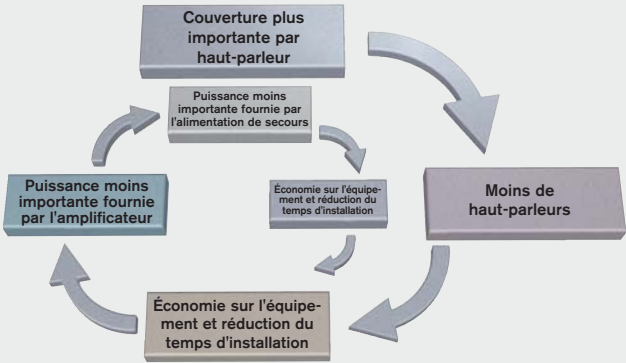 Couverture plus
importante par
haut-parleur
Puissance moins
importante fournie par
l'alimentation de secours
Puissance moins
importante fournie
par l'amplificateur
Économie sur l'équipe-
ment et réduction du
temps d'installation
Moins de
haut-parleurs
Économie sur l'équipe-
ment et réduction du
temps d'installation